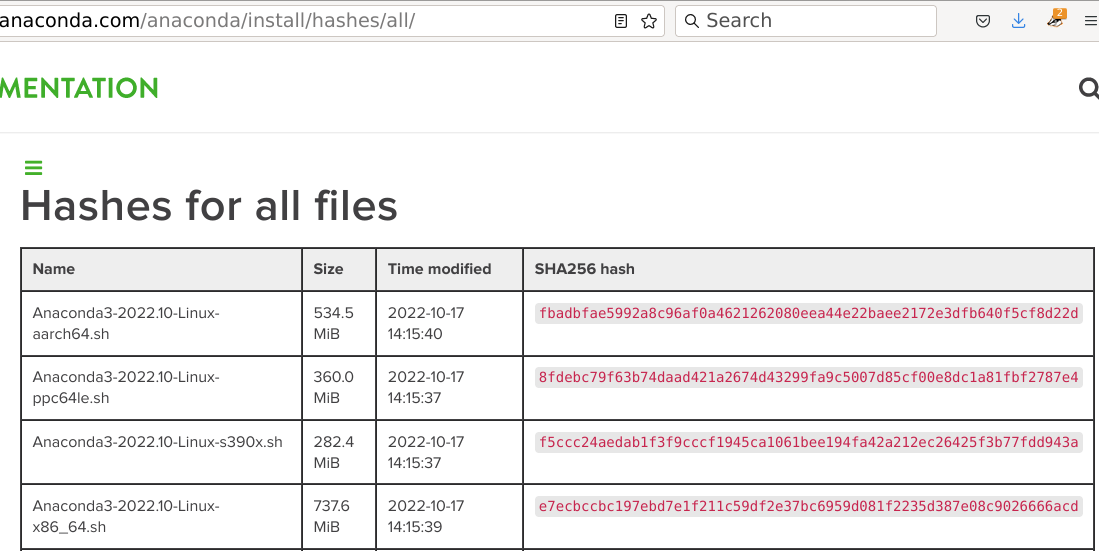 anaconda.com/anaconda/install/hashes/all/
Search
2
MENTATION
Hashes for all files
Name Size Time modified SHA256 hash
Anaconda3-2022.10-Linux- 534.5 2022-10-17 fbadbfae5992a8c96af0a4621262080eea44e22baee2172e3dfb640f5cf8d22d
aarch64.sh MiB 14:15:40
Anaconda3-2022.10-Linux- 360.0 2022-10-17 8fdebc79f63b74daad421a2674d43299fa9c5007d85cf00e8dc1a81fbf2787e4
ppc64le.sh MiB 14:15:37
Anaconda3-2022.10-Linux-s390x.sh 282.4 2022-10-17 f5ccc24aedab1f3f9cccf1945ca1061bee194fa42a212ec26425f3b77fdd943a
MiB 14:15:37
Anaconda3-2022.10-Linux- 737.6 2022-10-17 e7ecbccbc197ebd7e1f211c59df2e37bc6959d081f2235d387e08c9026666acd
x86_64.sh MiB 14:15:39